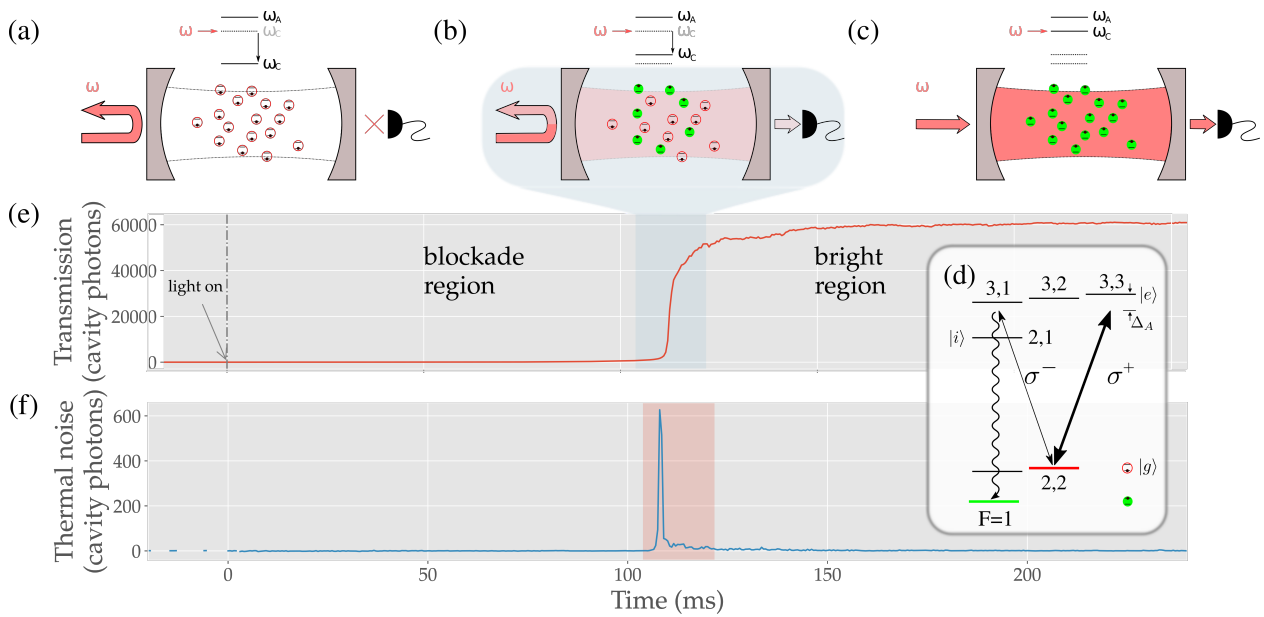 (a)
ω_A
ω
ω_C
ω_C
ω
(b)
ω_A
ω
ω_C
ω_C
ω
(c)
ω_A
ω
ω_C
ω
(e)
Transmission
(cavity photons)
60000
40000
20000
0
light on
blockade
region
bright
region
(d)
3,1
3,2
3,3
|e⟩
Δ_A
|i⟩
2,1
σ⁻
σ⁺
2,2
|g⟩
F=1
(f)
Thermal noise
(cavity photons)
600
400
200
0
0
50
100
150
200
Time (ms)